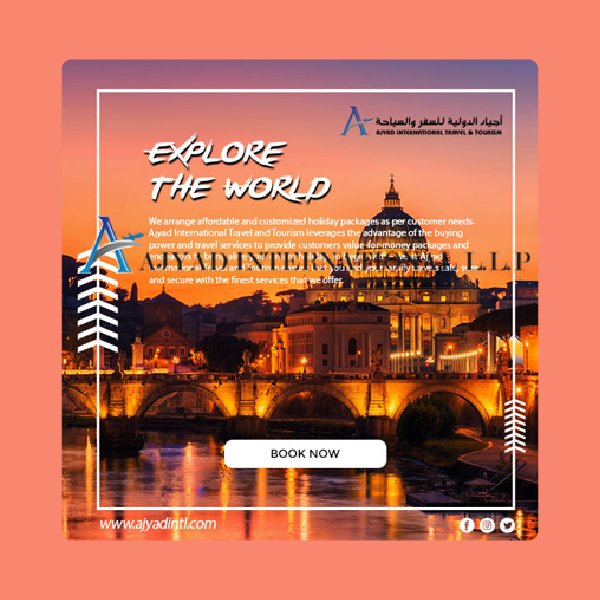 أجياد الدولية للسفر والسياحة
AJYAD INTERNATIONAL TRAVEL & TOURISM
EXPLORE
THE WORLD
We arrange affordable and customized holiday packages as per customer needs.
Ajyad International Travel and Tourism leverages the advantage of the buying
power and travel services to provide customers value-for-money packages and
AJYAD INTERNATIONAL L.L.P
and secure with the finest services that we offer.
BOOK NOW
www.ajyadintl.com